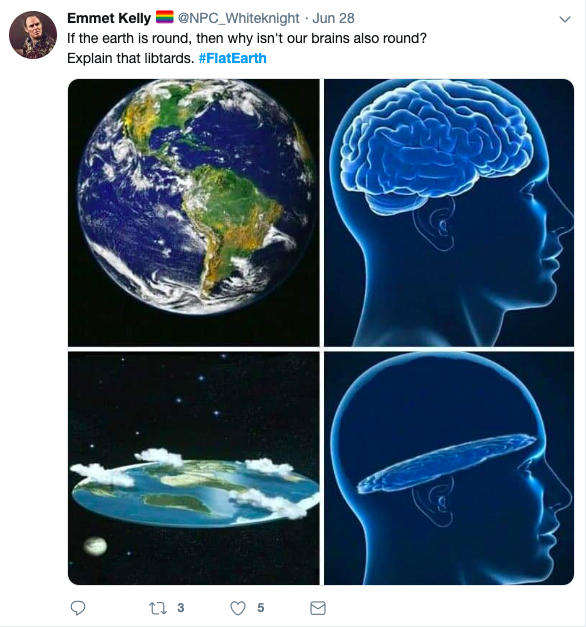 Emmet Kelly 🏳️‍🌈 @NPC_Whiteknight · Jun 28
If the earth is round, then why isn't our brains also round?
Explain that libtards. #FlatEarth
3 5